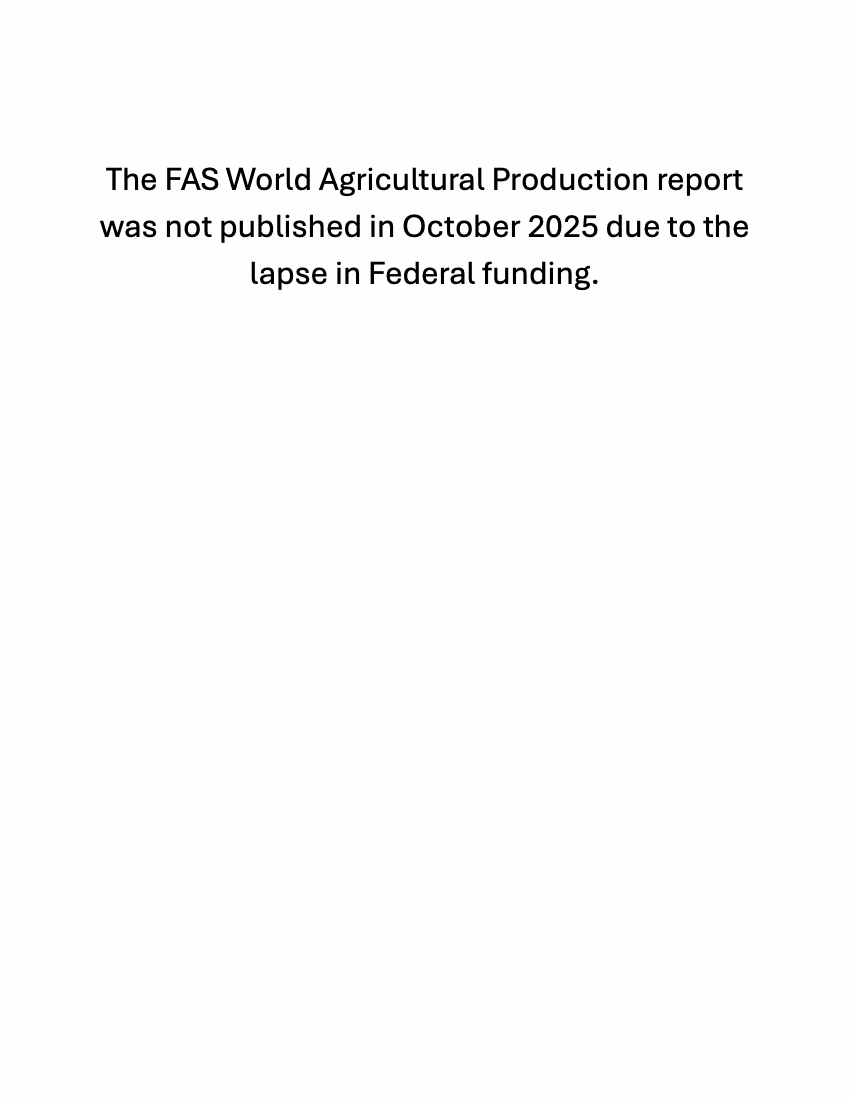 The FAS World Agricultural Production report
was not published in October 2025 due to the
lapse in Federal funding.